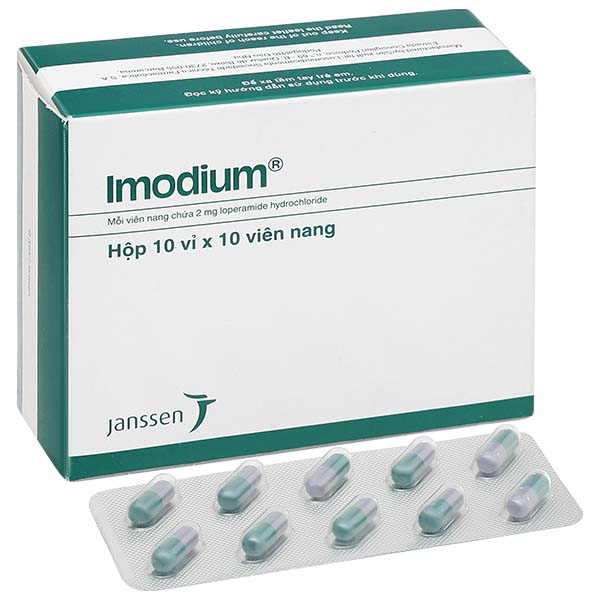 Keep out of the reach of children.
Read the leaflet carefully before use.
Để xa tầm tay trẻ em.
Đọc kỹ hướng dẫn sử dụng trước khi dùng.
Imodium®
Mỗi viên nang chứa 2 mg loperamide hydrochloride
Hộp 10 vỉ x 10 viên nang
janssen